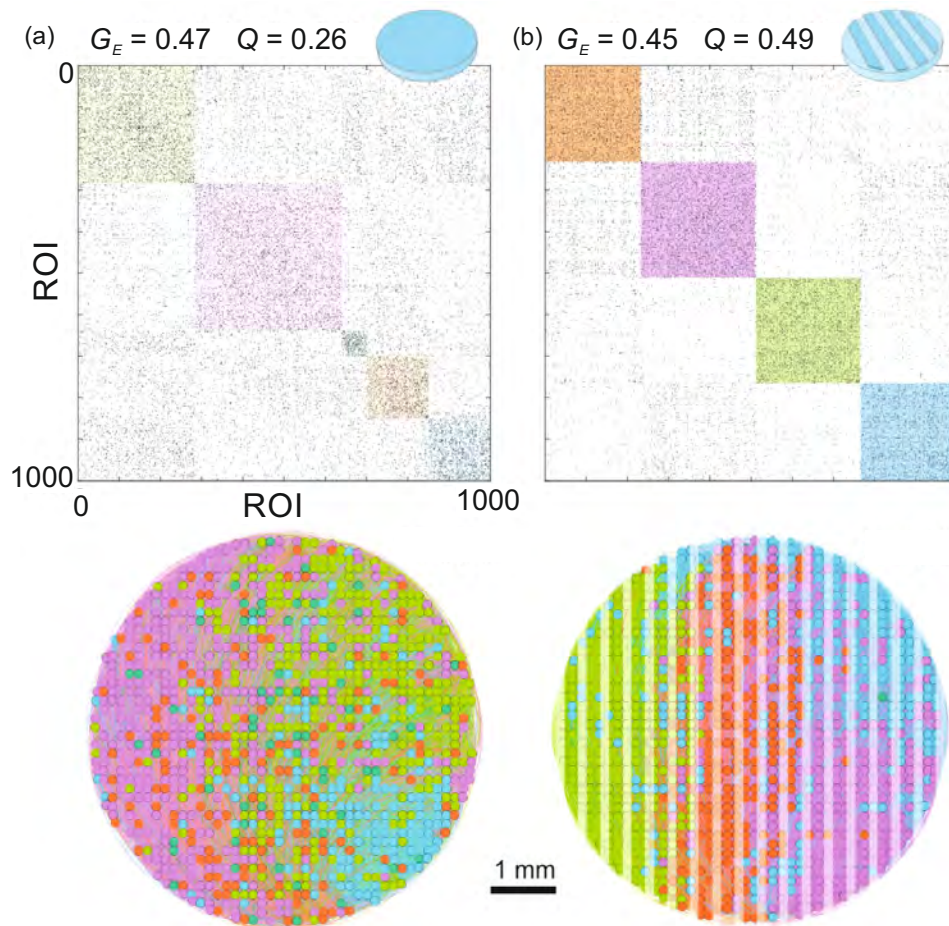 (a) G_E = 0.47 Q = 0.26
(b) G_E = 0.45 Q = 0.49
0
ROI
1000
0
ROI
1000
1 mm